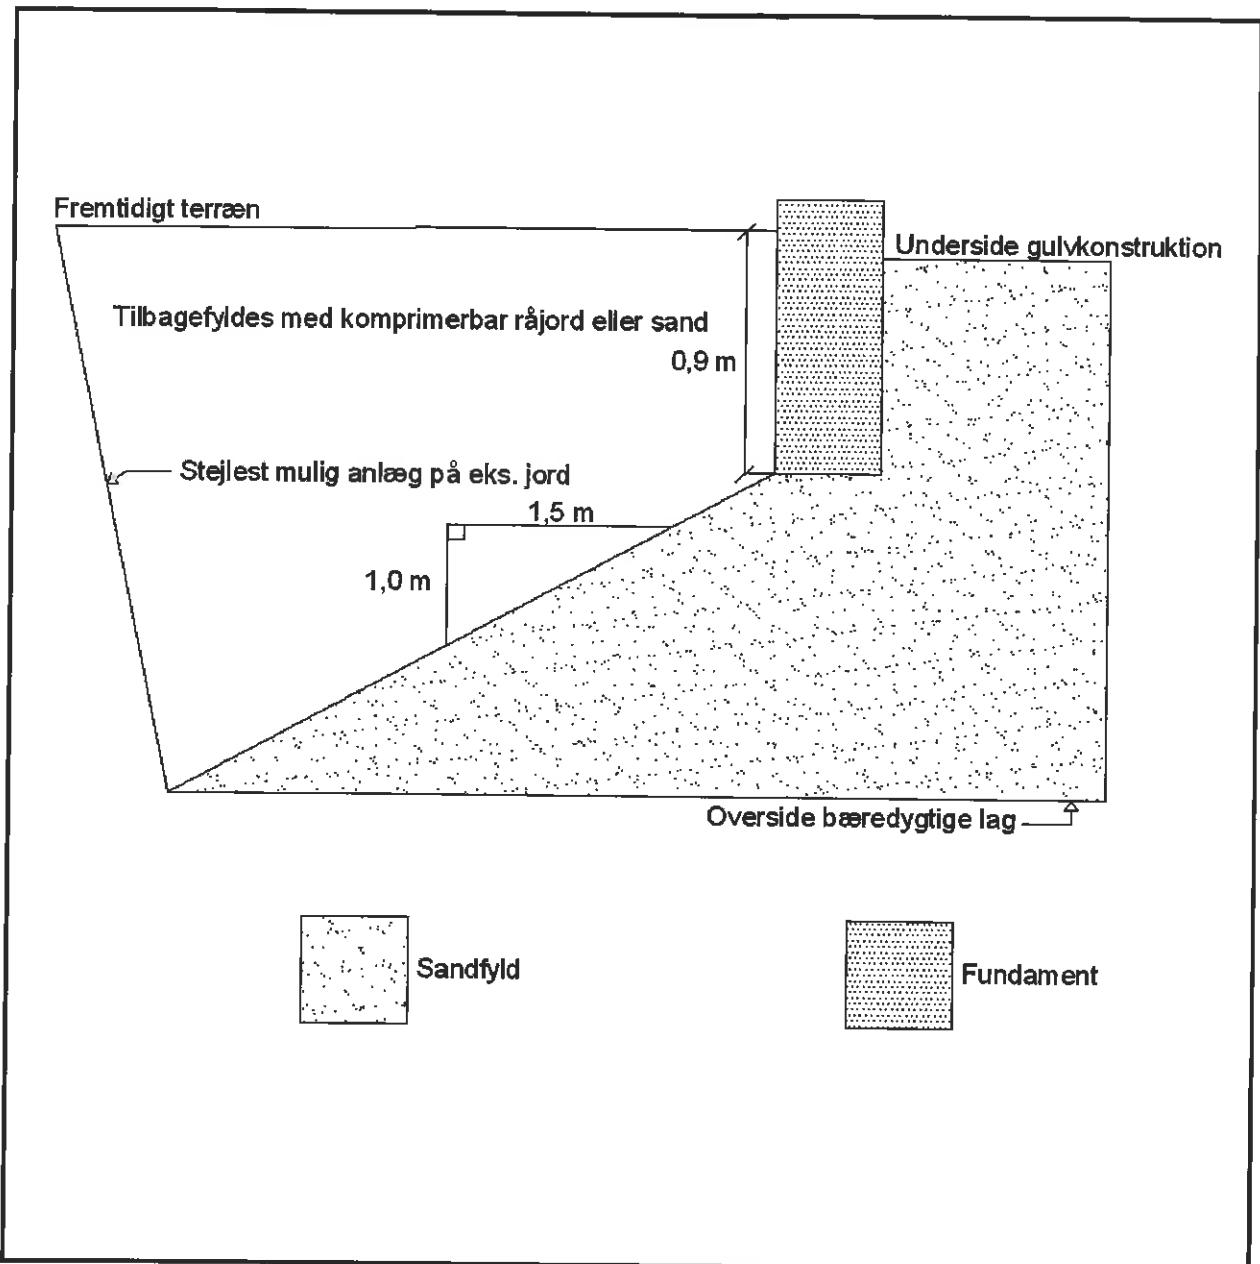 Fremtidigt terræn
Underside gulvkonstruktion
Tilbagefyldes med komprimerbar råjord eller sand
0,9 m
Stejlest mulig anlæg på eks. jord
1,5 m
1,0 m
Overside bæredygtige lag
Sandfyld
Fundament